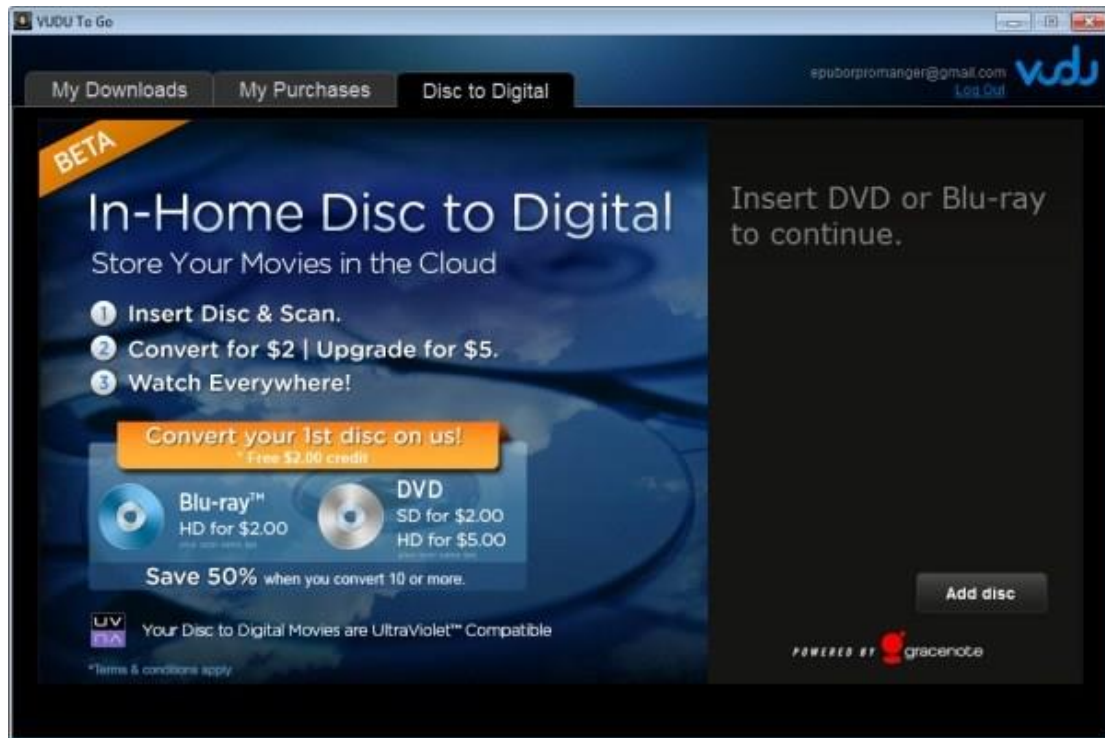 VUDU To Go
My Downloads
My Purchases
Disc to Digital
epuborpromanger@gmail.com
Log Out
vudu
BETA
In-Home Disc to Digital
Store Your Movies in the Cloud
1 Insert Disc & Scan.
2 Convert for $2 | Upgrade for $5.
3 Watch Everywhere!
Convert your 1st disc on us!
* Free $2.00 credit
Blu-ray™
HD for $2.00
DVD
SD for $2.00
HD for $5.00
Save 50% when you convert 10 or more.
UV
Your Disc to Digital Movies are UltraViolet™ Compatible
*Terms & conditions apply.
Insert DVD or Blu-ray
to continue.
Add disc
POWERED BY gracenote